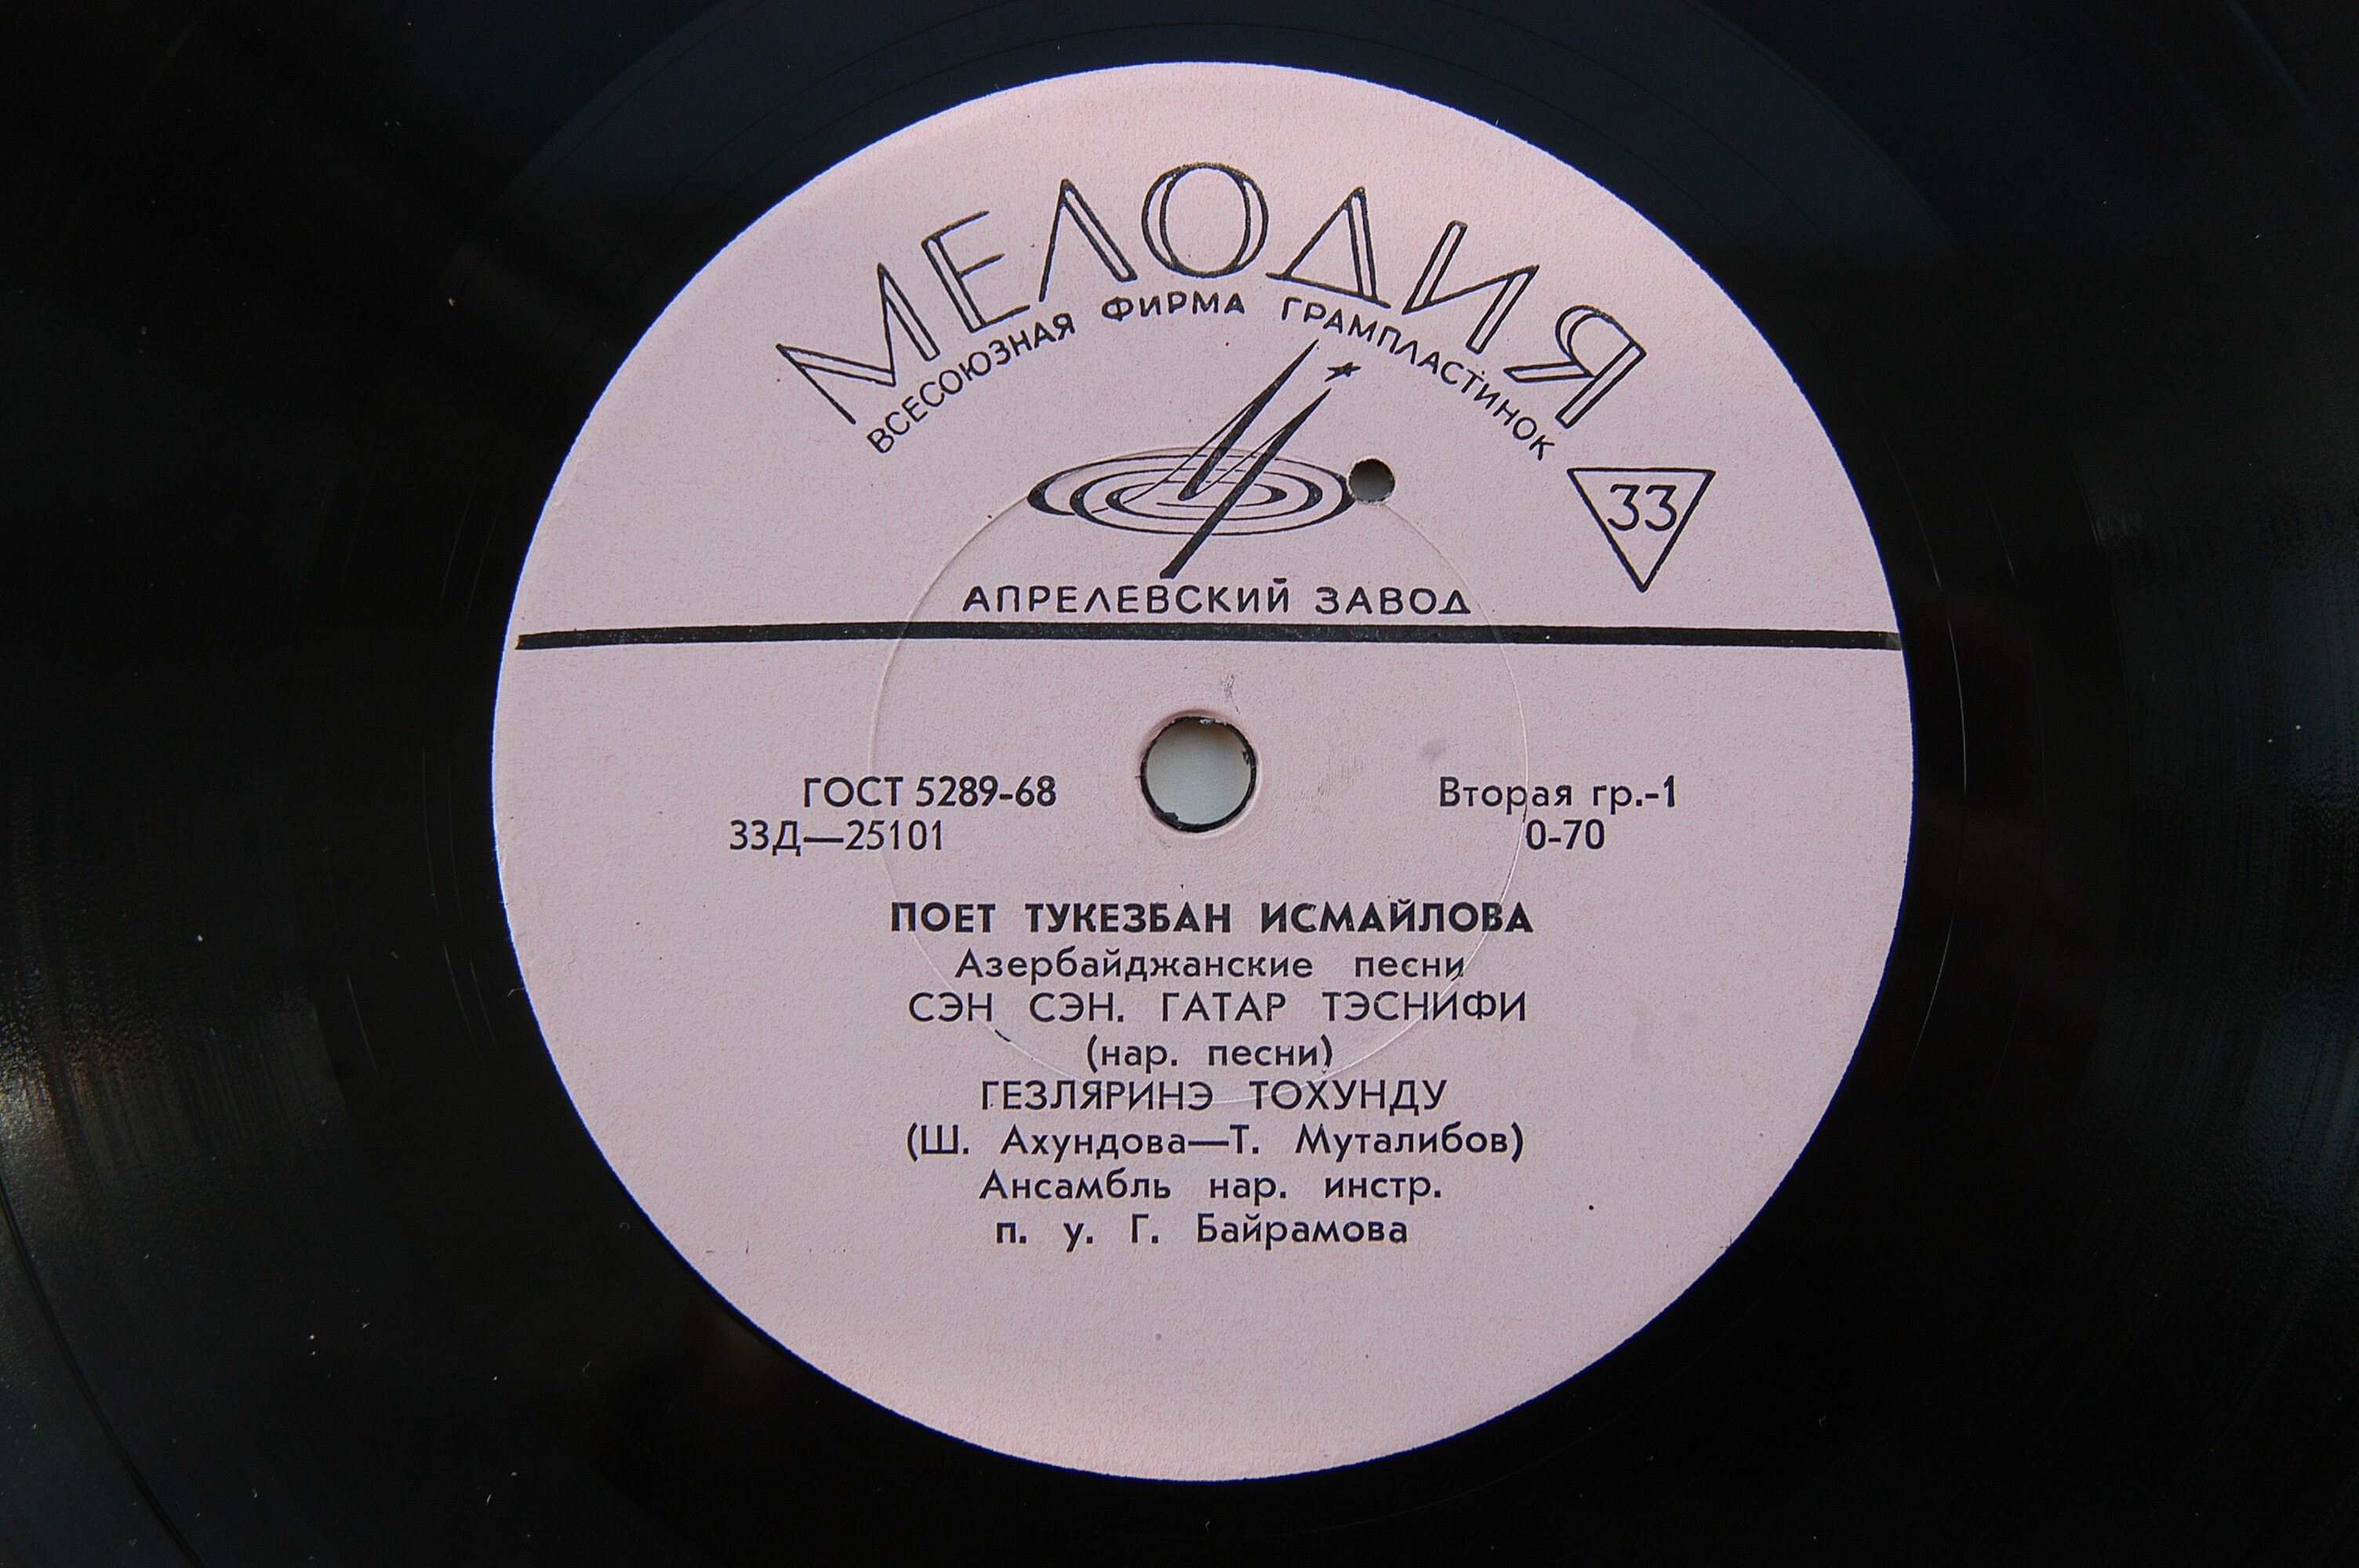 МЕЛОДИЯ
ВСЕСОЮЗНАЯ ФИРМА ГРАМПЛАСТИНОК
33
АПРЕЛЕВСКИЙ ЗАВОД
ГОСТ 5289-68 Вторая гр.-1
33Д—25101 0-70
ПОЕТ ТУКЕЗБАН ИСМАЙЛОВА
Азербайджанские песни
СЭН СЭН. ГАТАР ТЭСНИФИ
(нар. песни)
ГЕЗЛЯРИНЭ ТОХУНДУ
(Ш. Ахундова—Т. Муталибов)
Ансамбль нар. инстр.
п. у. Г. Байрамова